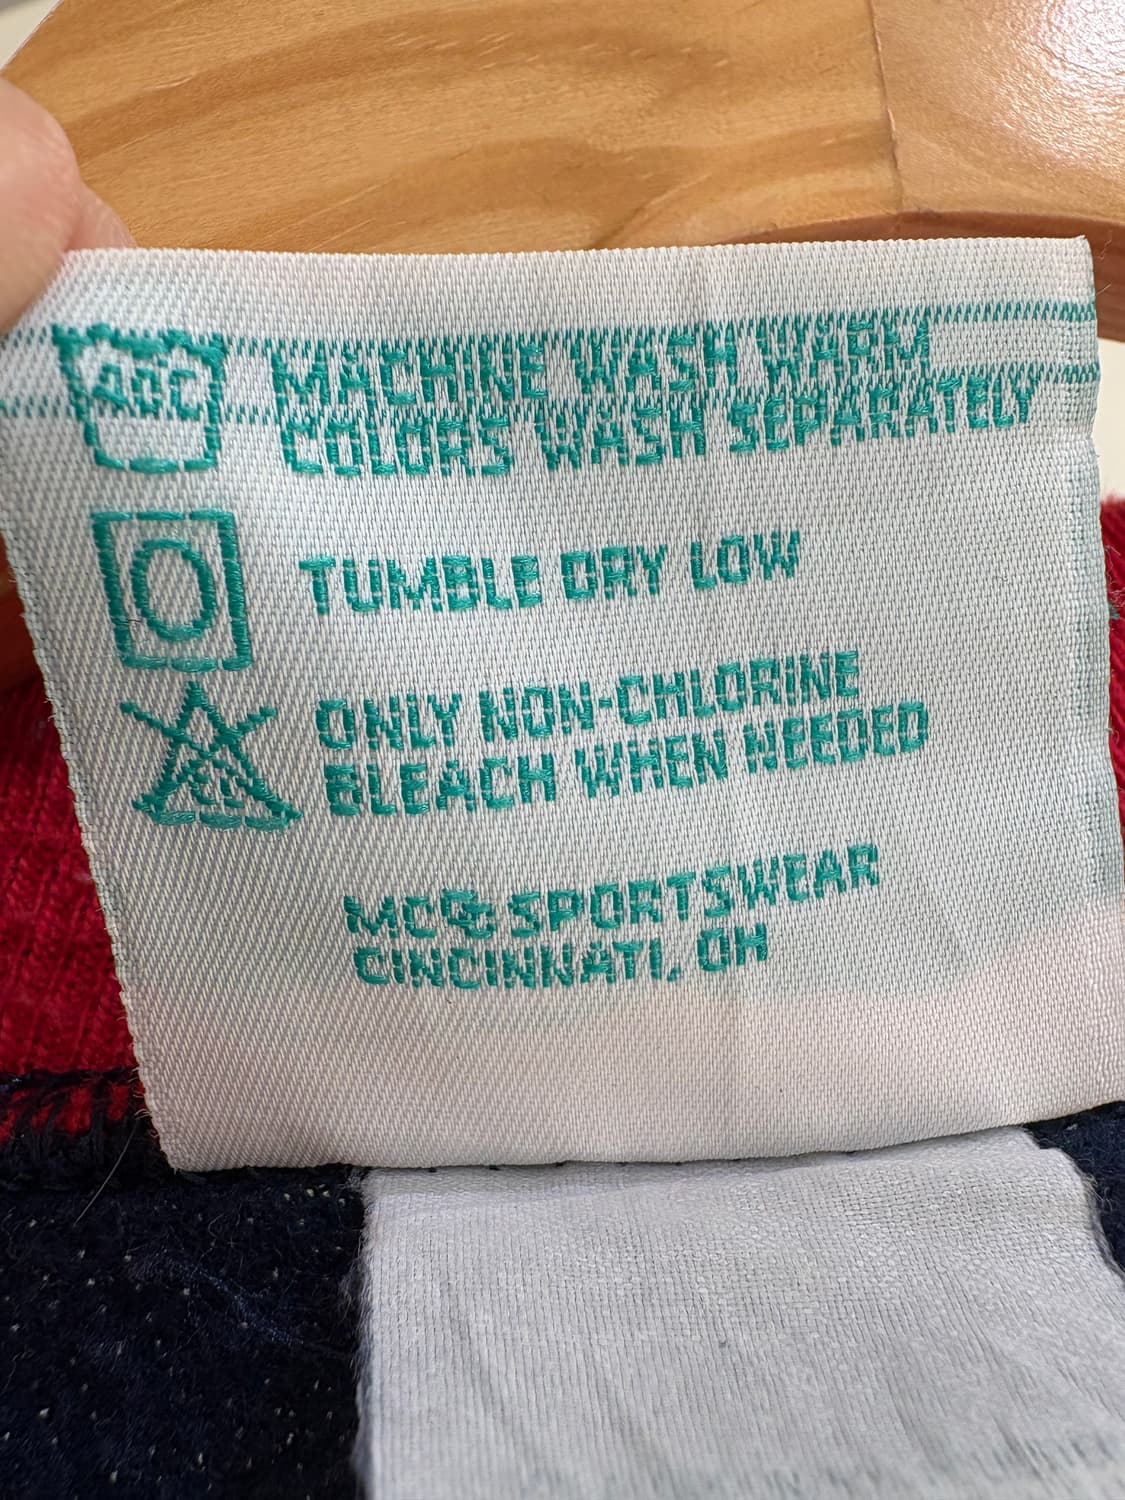 40°C
MACHINE WASH WARM
COLORS WASH SEPARATELY
TUMBLE DRY LOW
ONLY NON-CHLORINE
BLEACH WHEN NEEDED
SPORTSWEAR
CINCINNATI, OH